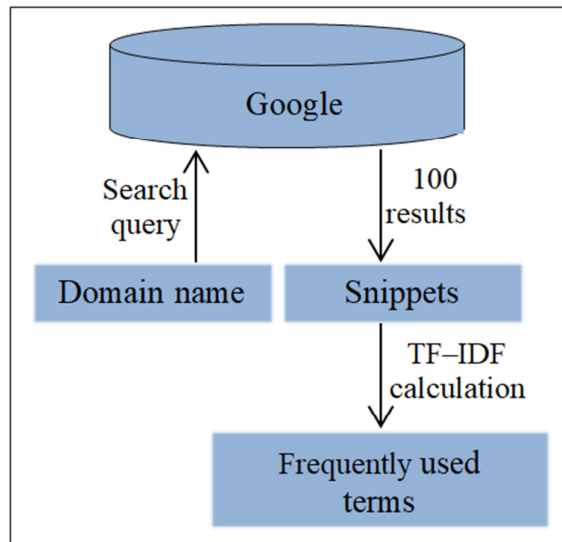 Google
Search
query
100
results
Domain name
Snippets
TF–IDF
calculation
Frequently used
terms